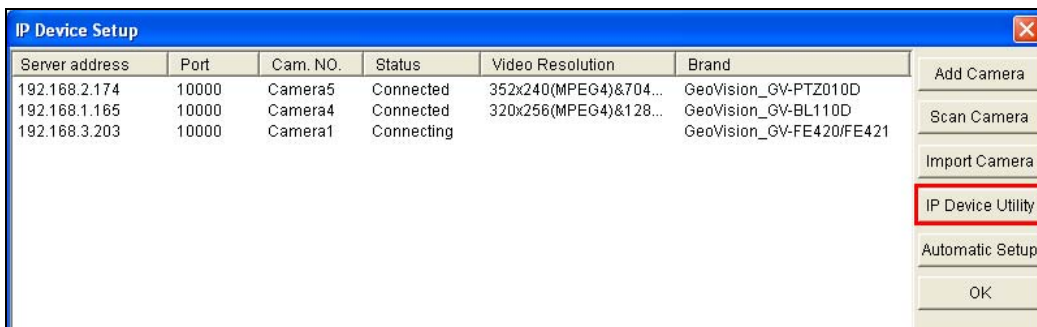 IP Device Setup
Server address Port Cam. NO. Status Video Resolution Brand
192.168.2.174 10000 Camera5 Connected 352x240(MPEG4)&704... GeoVision_GV-PTZ010D
192.168.1.165 10000 Camera4 Connected 320x256(MPEG4)&128... GeoVision_GV-BL110D
192.168.3.203 10000 Camera1 Connecting GeoVision_GV-FE420/FE421
Add Camera
Scan Camera
Import Camera
IP Device Utility
Automatic Setup
OK